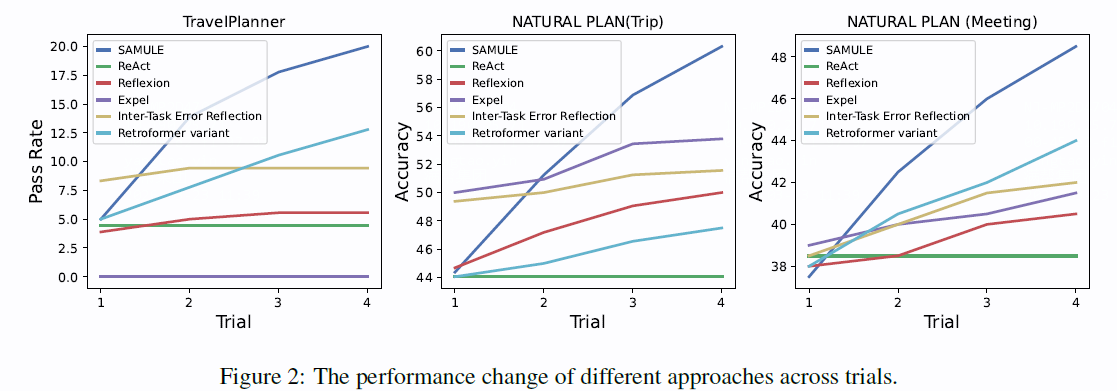 TravelPlanner
Pass Rate
20.0
17.5
15.0
12.5
10.0
7.5
5.0
2.5
0.0
SAMULE
ReAct
Reflexion
Expel
Inter-Task Error Reflection
Retroformer variant
1 2 3 4
Trial
NATURAL PLAN(Trip)
Accuracy
60
58
56
54
52
50
48
46
44
SAMULE
ReAct
Reflexion
Expel
Inter-Task Error Reflection
Retroformer variant
1 2 3 4
Trial
NATURAL PLAN (Meeting)
Accuracy
48
46
44
42
40
38
SAMULE
ReAct
Reflexion
Expel
Inter-Task Error Reflection
Retroformer variant
1 2 3 4
Trial
Figure 2: The performance change of different approaches across trials.